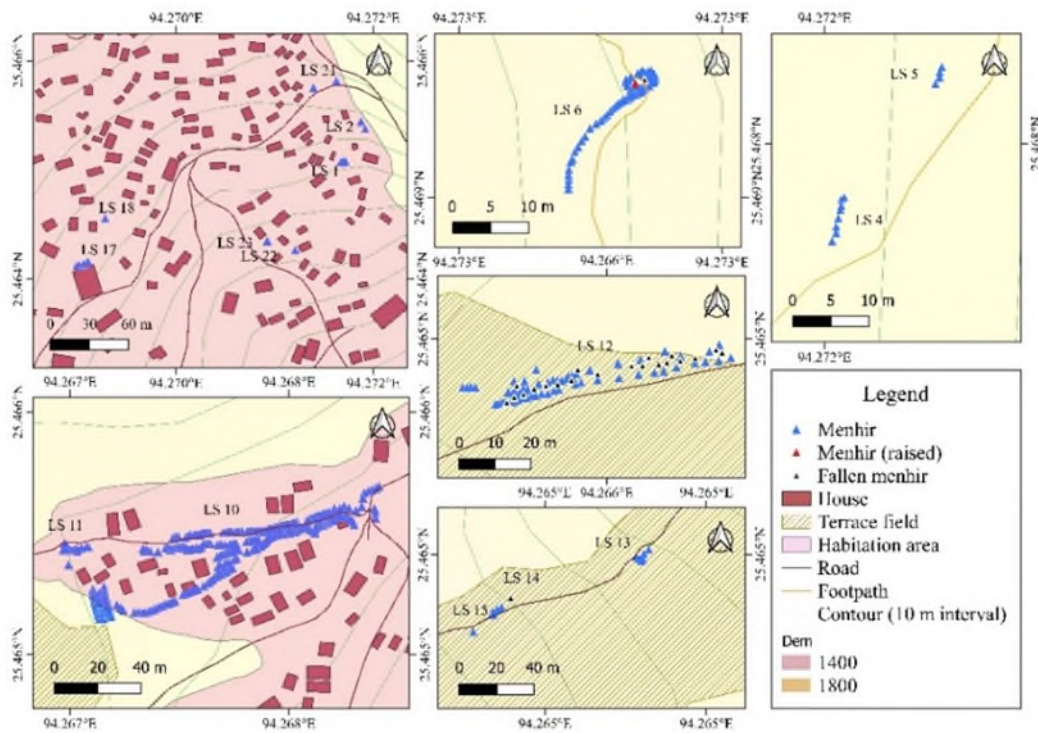 94.270°E
94.272°E
25.466°N
25.464°N
LS 21
LS 2
LS 1
LS 18
LS 17
LS 23
LS 22
0 30 60 m
94.267°E
94.270°E
94.268°E
94.272°E
94.273°E
94.273°E
LS 6
25.469°N
0 5 10 m
94.273°E
94.266°E
94.273°E
94.272°E
LS 5
25.468°N
25.468°N
LS 4
0 5 10 m
94.272°E
25.465°N
25.465°N
LS 12
0 10 20 m
94.265°E
94.266°E
94.265°E
25.466°N
25.466°N
LS 11
LS 10
25.465°N
25.465°N
0 20 40 m
94.267°E
94.268°E
LS 13
LS 14
LS 15
25.465°N
25.465°N
0 20 40 m
94.265°E
94.265°E
Legend
Menhir
Menhir (raised)
Fallen menhir
House
Terrace field
Habitation area
Road
Footpath
Contour (10 m interval)
Dem
1400
1800